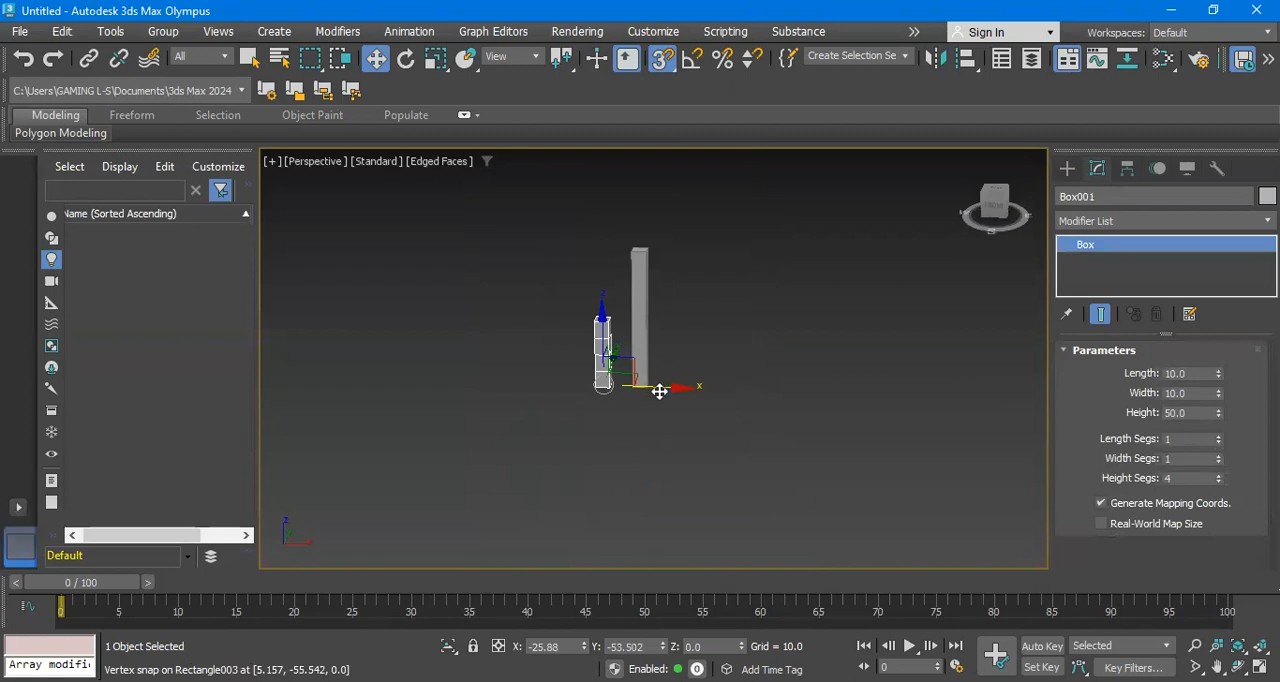 Untitled - Autodesk 3ds Max Olympus
File Edit Tools Group Views Create Modifiers Animation Graph Editors Rendering Customize Scripting Substance Sign In Workspaces: Default
All View Create Selection Se
C:\Users\GAMING L-S\Documents\3ds Max 2024
Modeling Freeform Selection Object Paint Populate
Polygon Modeling
Select Display Edit Customize
[+] [Perspective] [Standard] [Edged Faces]
Name (Sorted Ascending)
Box001
Modifier List
Box
z
x
Parameters
Length: 10.0
Width: 10.0
Height: 50.0
Length Segs: 1
Width Segs: 1
Height Segs: 4
Generate Mapping Coords.
Real-World Map Size
z
Default
0 / 100
0 5 10 15 20 25 30 35 40 45 50 55 60 65 70 75 80 85 90 95 100
1 Object Selected X: -25.88 Y: -53.502 Z: 0.0 Grid = 10.0 Auto Key Selected
Array modifi Vertex snap on Rectangle003 at [5.157, -55.542, 0.0] Enabled: 0 Add Time Tag 0 Set Key Key Filters...